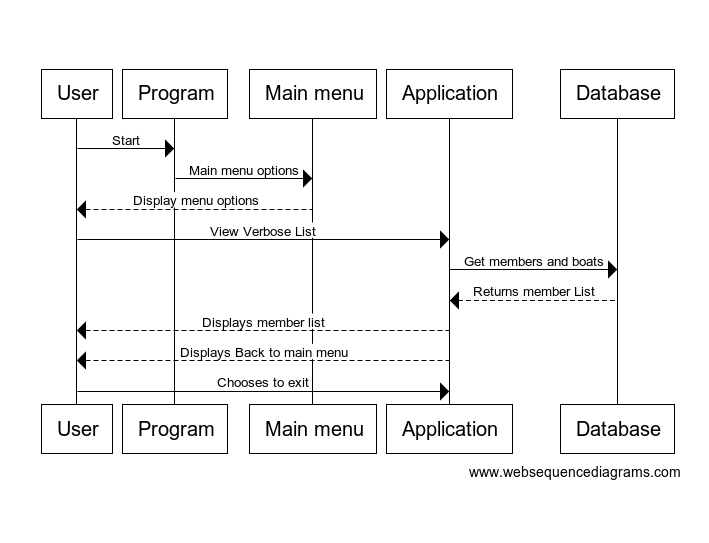 User Program Main menu Application Database
Start
Main menu options
Display menu options
View Verbose List
Get members and boats
Returns member List
Displays member list
Displays Back to main menu
Chooses to exit
User Program Main menu Application Database
www.websequencediagrams.com